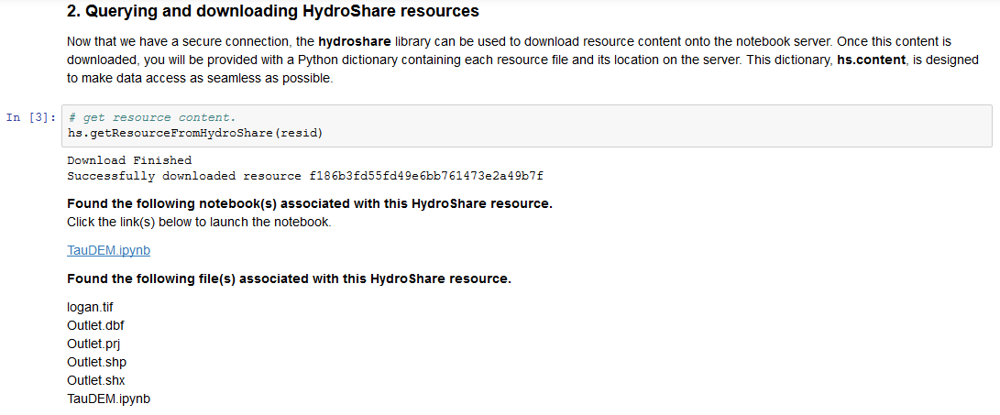 2. Querying and downloading HydroShare resources
Now that we have a secure connection, the hydroshare library can be used to download resource content onto the notebook server. Once this content is
downloaded, you will be provided with a Python dictionary containing each resource file and its location on the server. This dictionary, hs.content, is designed
to make data access as seamless as possible.
In [3]: # get resource content.
hs.getResourceFromHydroShare(resid)
Download Finished
Successfully downloaded resource f186b3fd55fd49e6bb761473e2a49b7f
Found the following notebook(s) associated with this HydroShare resource.
Click the link(s) below to launch the notebook.
TauDEM.ipynb
Found the following file(s) associated with this HydroShare resource.
logan.tif
Outlet.dbf
Outlet.prj
Outlet.shp
Outlet.shx
TauDEM.ipynb